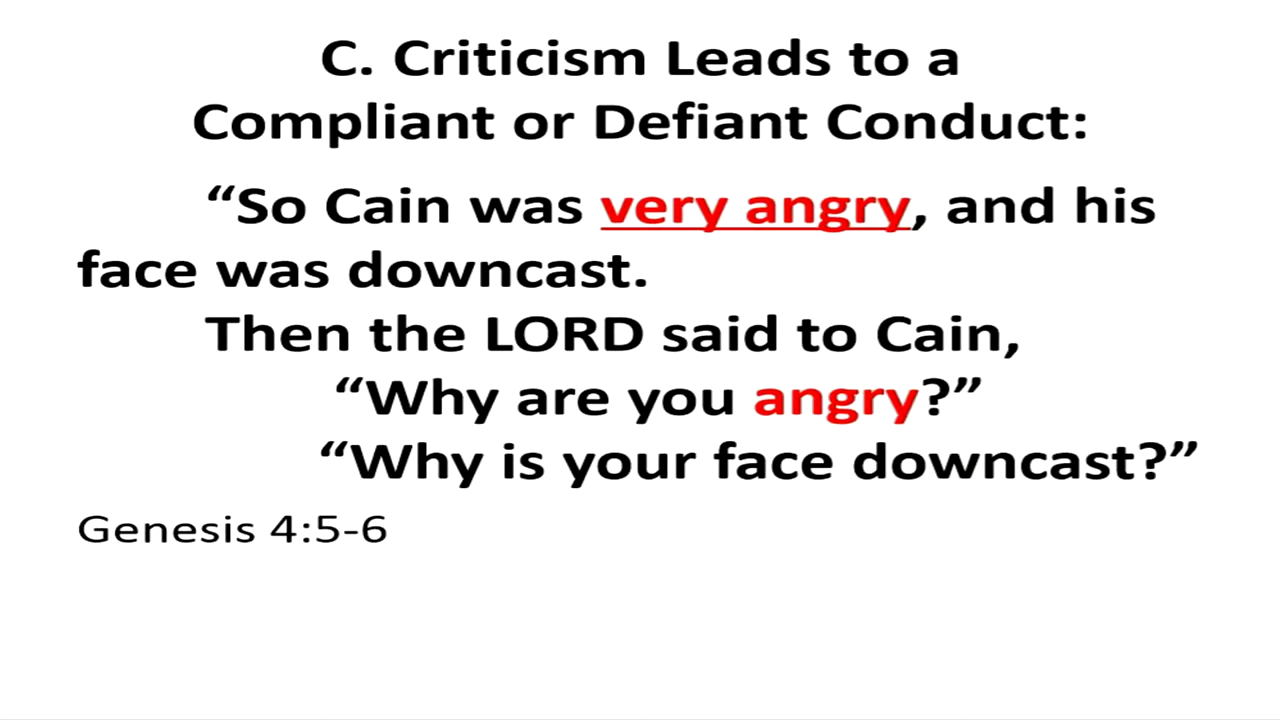 C. Criticism Leads to a
Compliant or Defiant Conduct:
“So Cain was very angry, and his
face was downcast.
Then the LORD said to Cain,
“Why are you angry?”
“Why is your face downcast?”
Genesis 4:5-6